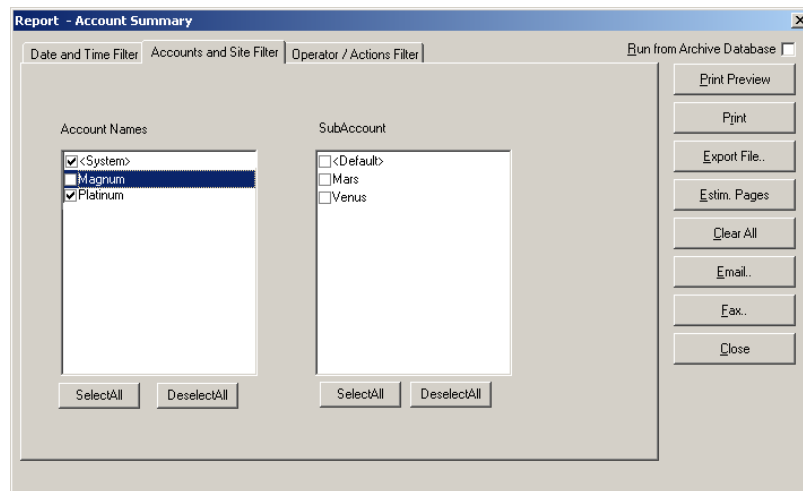 Report  - Account Summary
Date and Time Filter
Accounts and Site Filter
Operator / Actions Filter
Run from Archive Database
Account Names
<System>
Magnum
Platinum
SelectAll
DeselectAll
SubAccount
<Default>
Mars
Venus
SelectAll
DeselectAll
Print Preview
Print
Export File..
Estim. Pages
Clear All
Email..
Fax..
Close